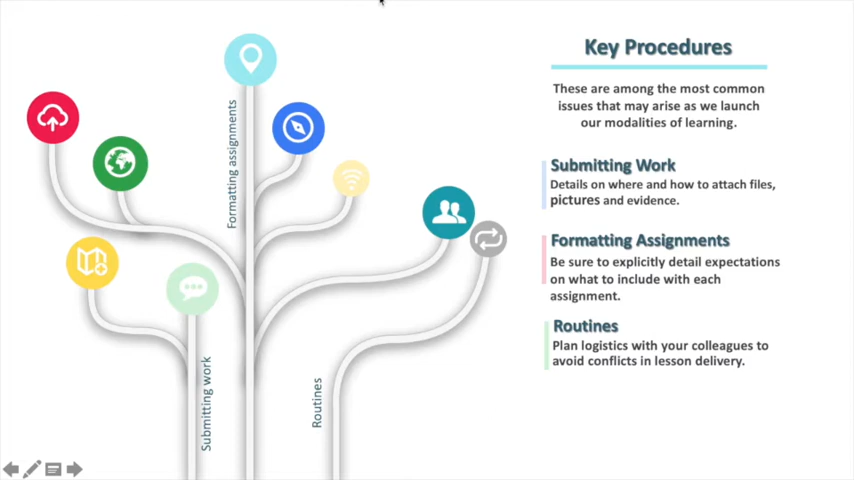 Key Procedures
These are among the most common
issues that may arise as we launch
our modalities of learning.
Submitting Work
Details on where and how to attach files,
pictures and evidence.
Formatting Assignments
Be sure to explicitly detail expectations
on what to include with each
assignment.
Routines
Plan logistics with your colleagues to
avoid conflicts in lesson delivery.
Formatting assignments
Submitting work
Routines